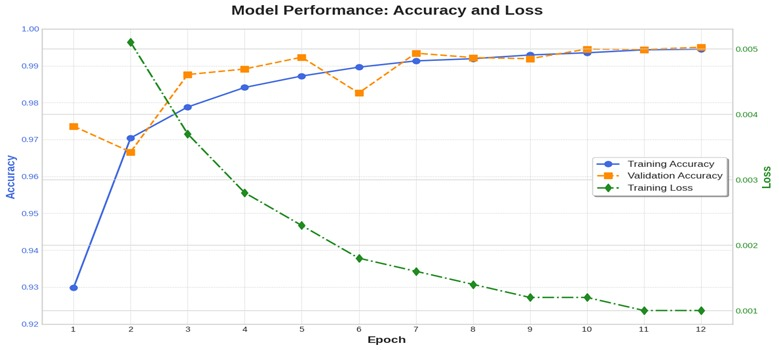 Model Performance: Accuracy and Loss
1.00
0.99
0.98
0.97
0.96
0.95
0.94
0.93
0.92
Accuracy
1 2 3 4 5 6 7 8 9 10 11 12
Epoch
0.005
0.004
0.003
0.002
0.001
Loss
Training Accuracy
Validation Accuracy
Training Loss